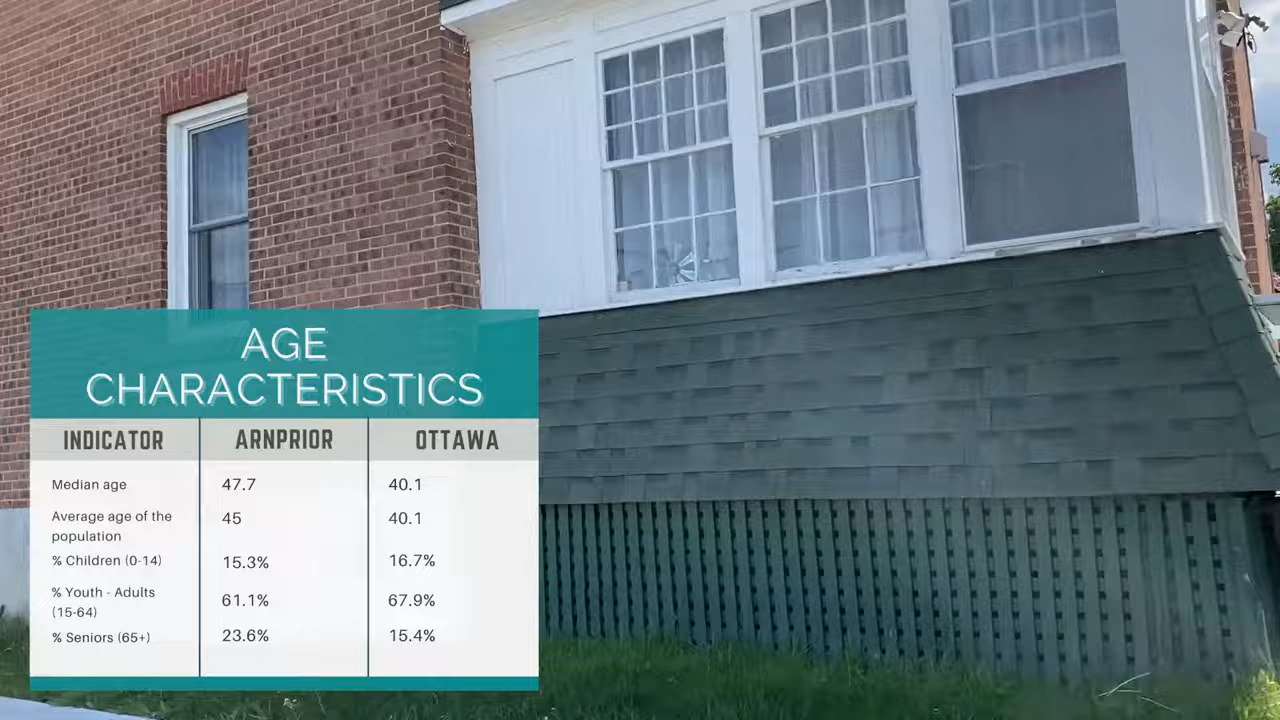 AGE
CHARACTERISTICS
INDICATOR ARNPRIOR OTTAWA
Median age 47.7 40.1
Average age of the
population 45 40.1
% Children (0-14) 15.3% 16.7%
% Youth - Adults
(15-64) 61.1% 67.9%
% Seniors (65+) 23.6% 15.4%